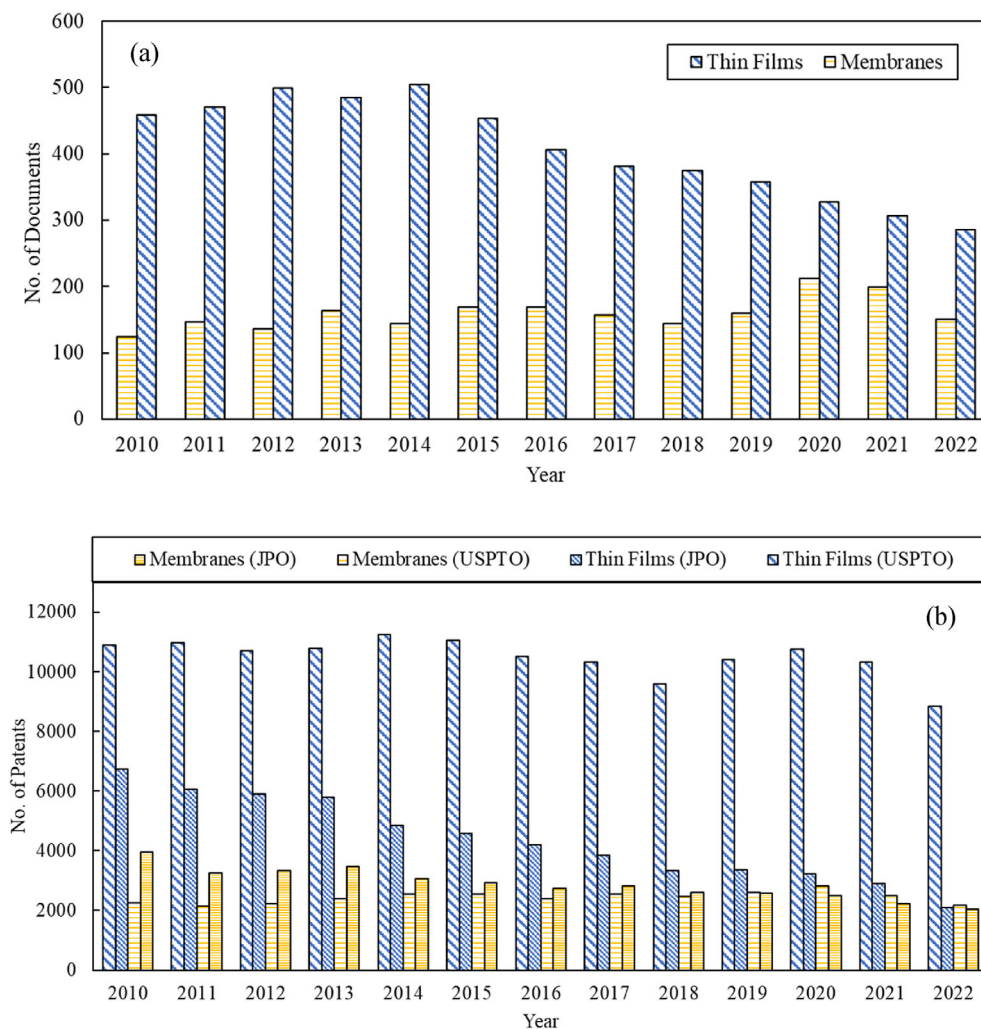 (a)
Thin Films Membranes
600
500
400
300
200
100
0
No. of Documents
2010 2011 2012 2013 2014 2015 2016 2017 2018 2019 2020 2021 2022
Year
Membranes (JPO) Membranes (USPTO) Thin Films (JPO) Thin Films (USPTO)
(b)
12000
10000
8000
6000
4000
2000
0
No. of Patents
2010 2011 2012 2013 2014 2015 2016 2017 2018 2019 2020 2021 2022
Year